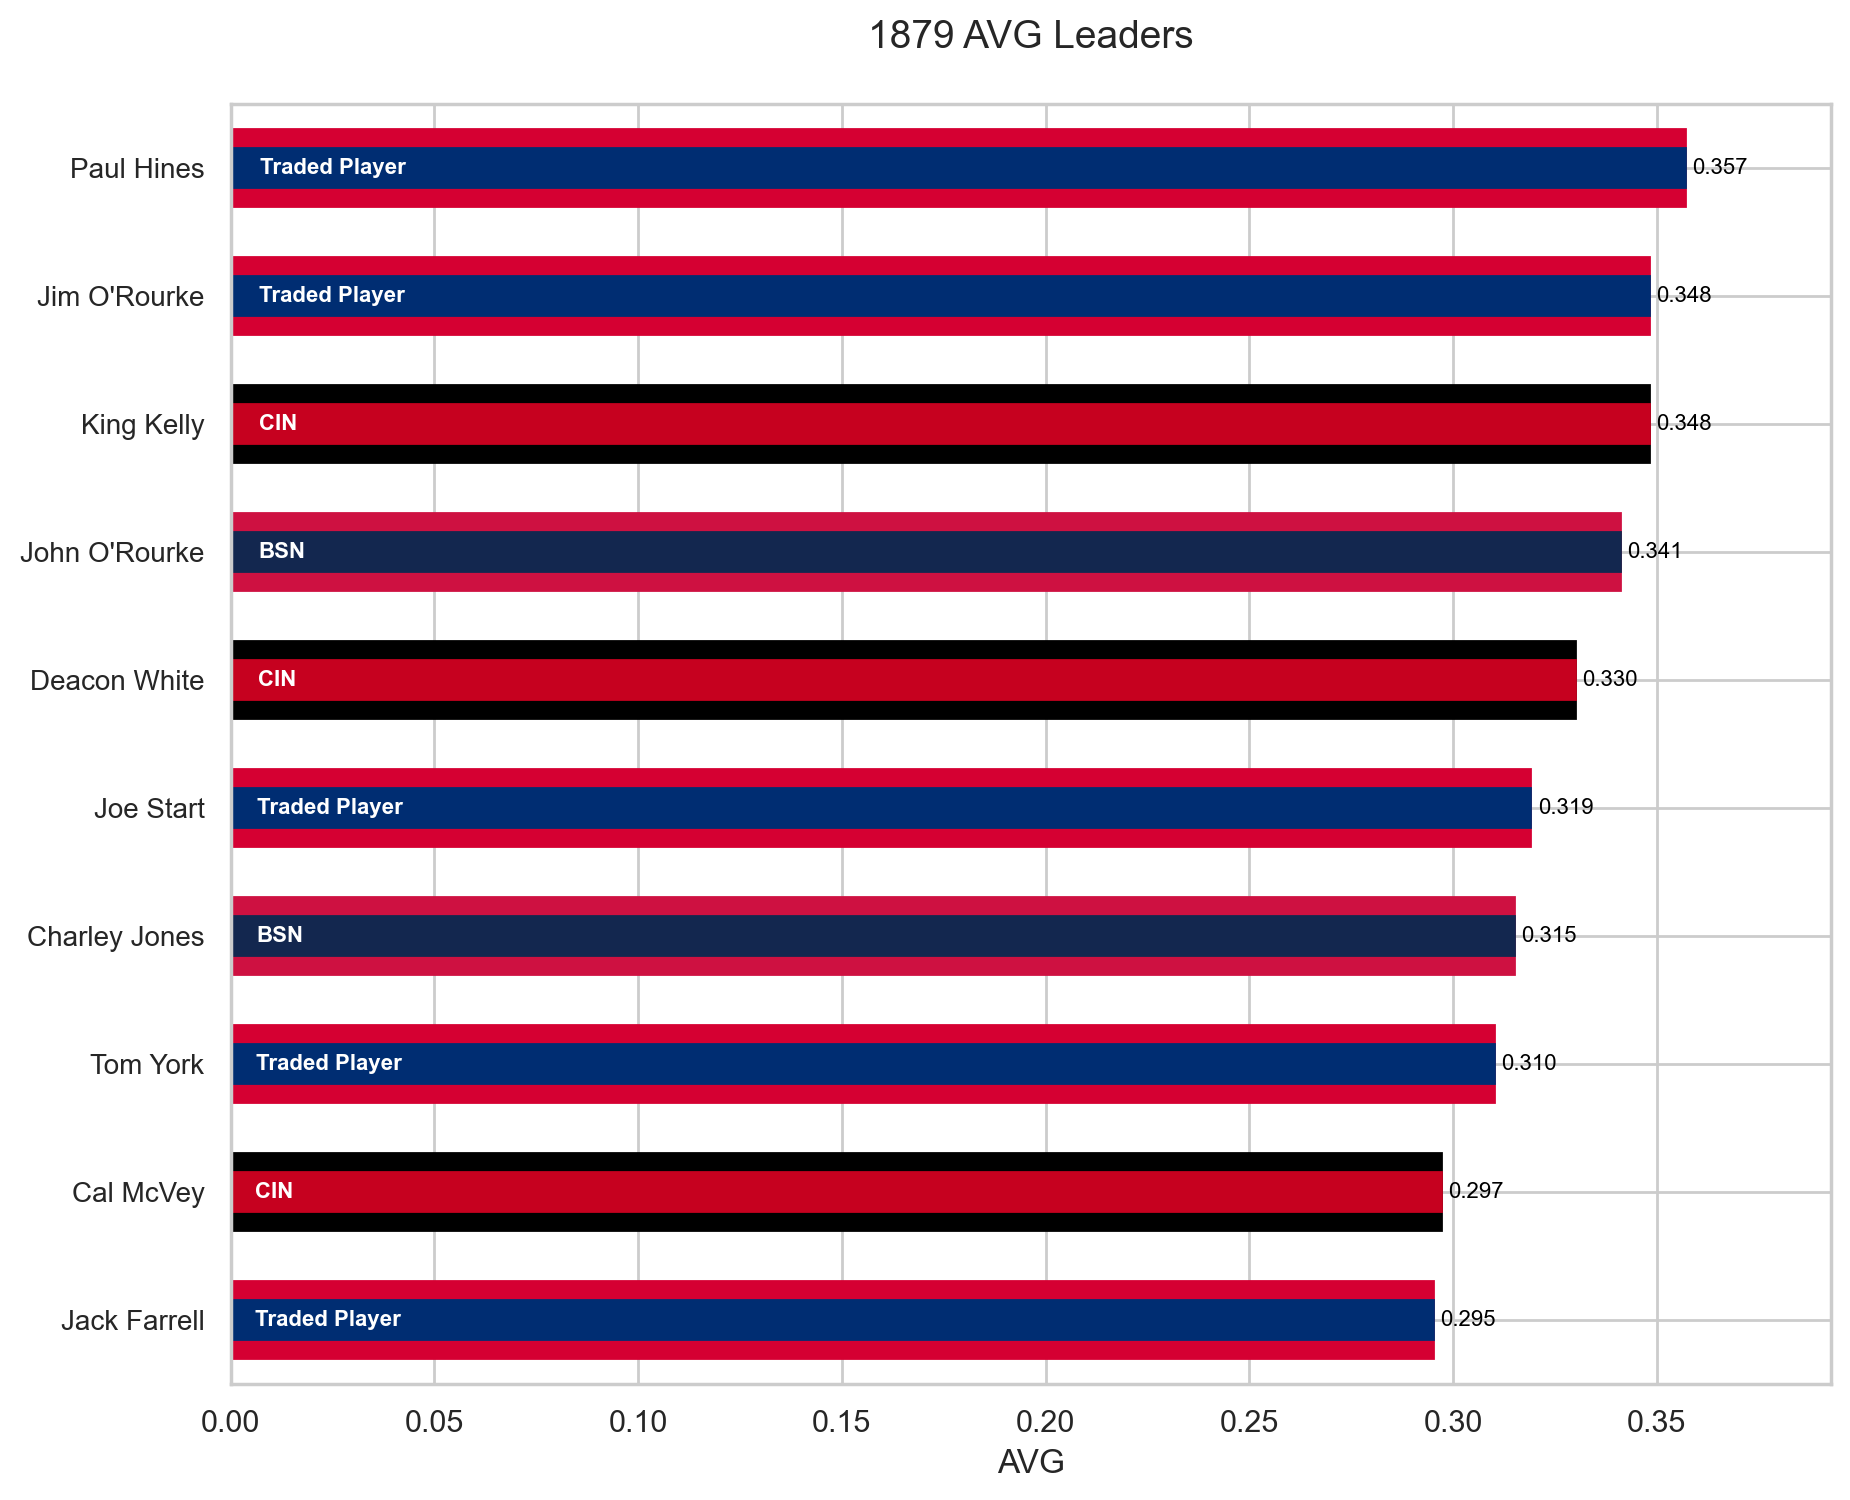 1879 AVG Leaders
Paul Hines Traded Player 0.357
Jim O'Rourke Traded Player 0.348
King Kelly CIN 0.348
John O'Rourke BSN 0.341
Deacon White CIN 0.330
Joe Start Traded Player 0.319
Charley Jones BSN 0.315
Tom York Traded Player 0.310
Cal McVey CIN 0.297
Jack Farrell Traded Player 0.295
0.00 0.05 0.10 0.15 0.20 0.25 0.30 0.35
AVG